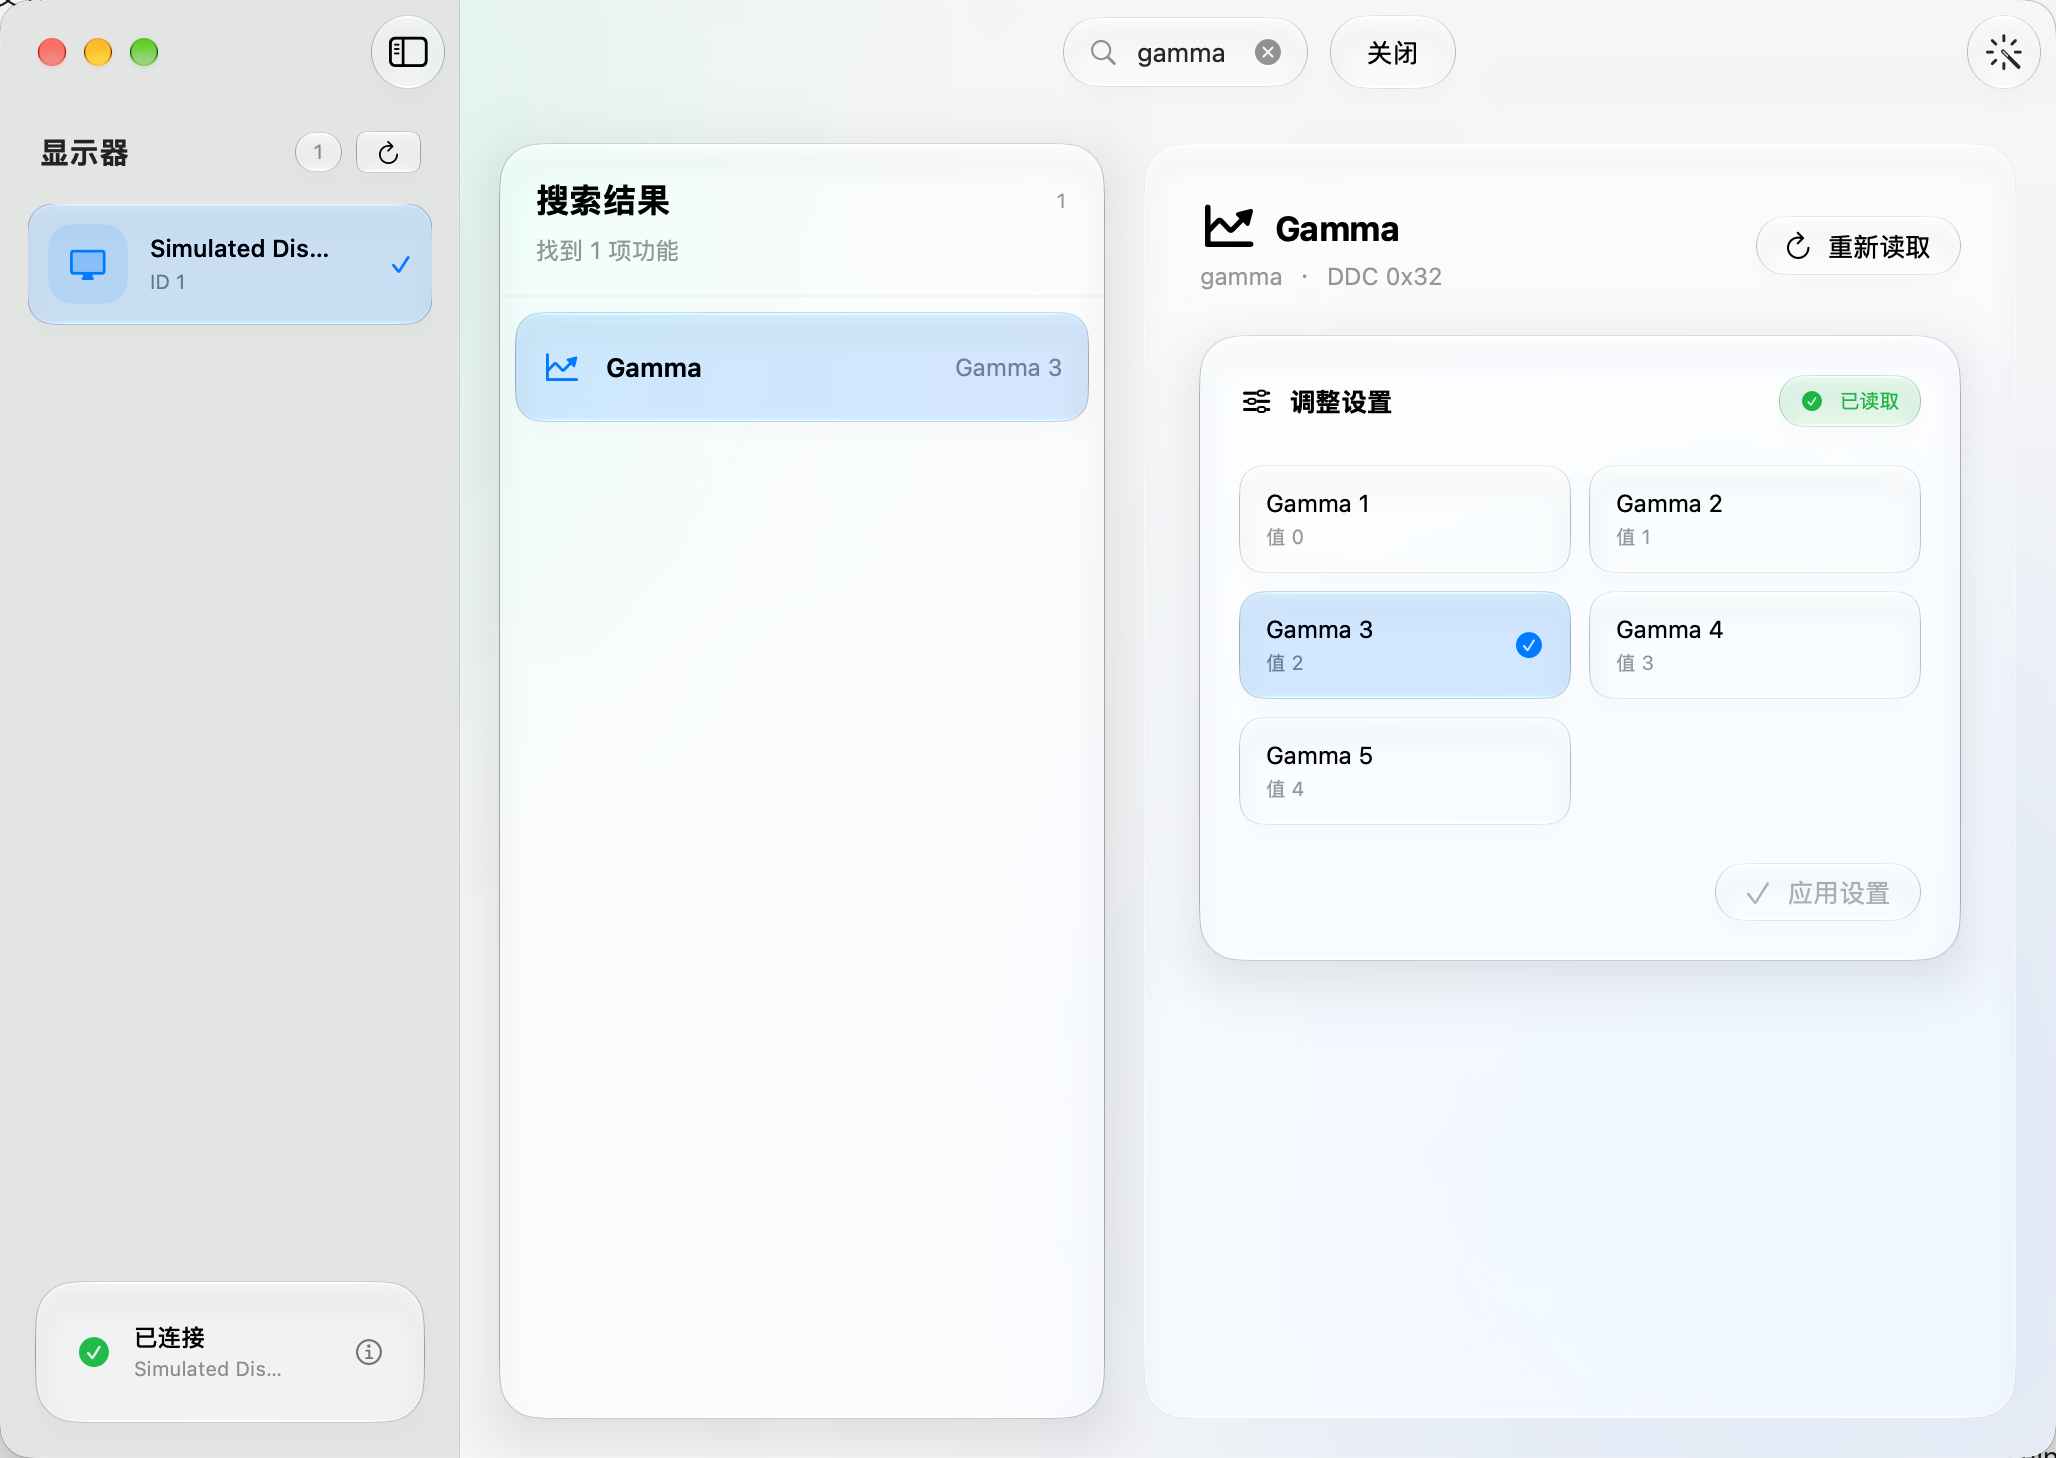 gamma
关闭
显示器
1
Simulated Dis...
ID 1
搜索结果
1
找到 1 项功能
Gamma
Gamma 3
Gamma
重新读取
gamma · DDC 0x32
调整设置
已读取
Gamma 1
值 0
Gamma 2
值 1
Gamma 3
值 2
Gamma 4
值 3
Gamma 5
值 4
应用设置
已连接
Simulated Dis...